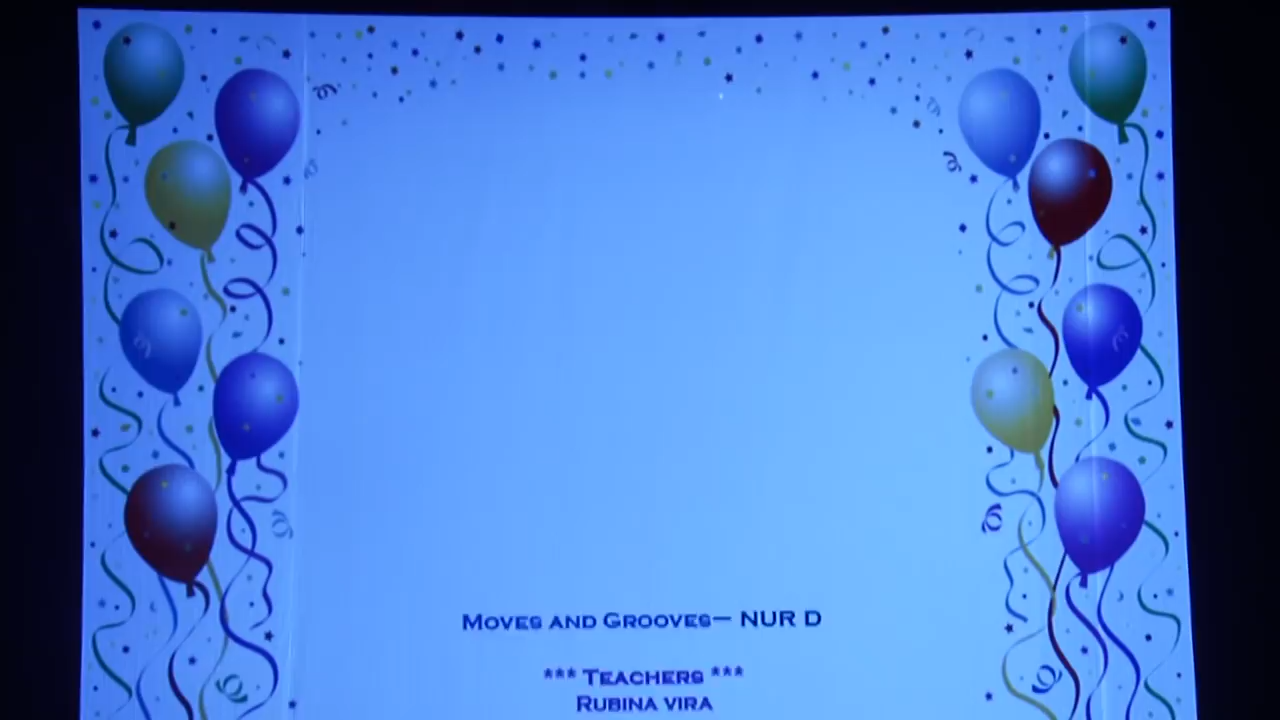 Moves and Grooves— NUR D
*** Teachers ***
Rubina vira